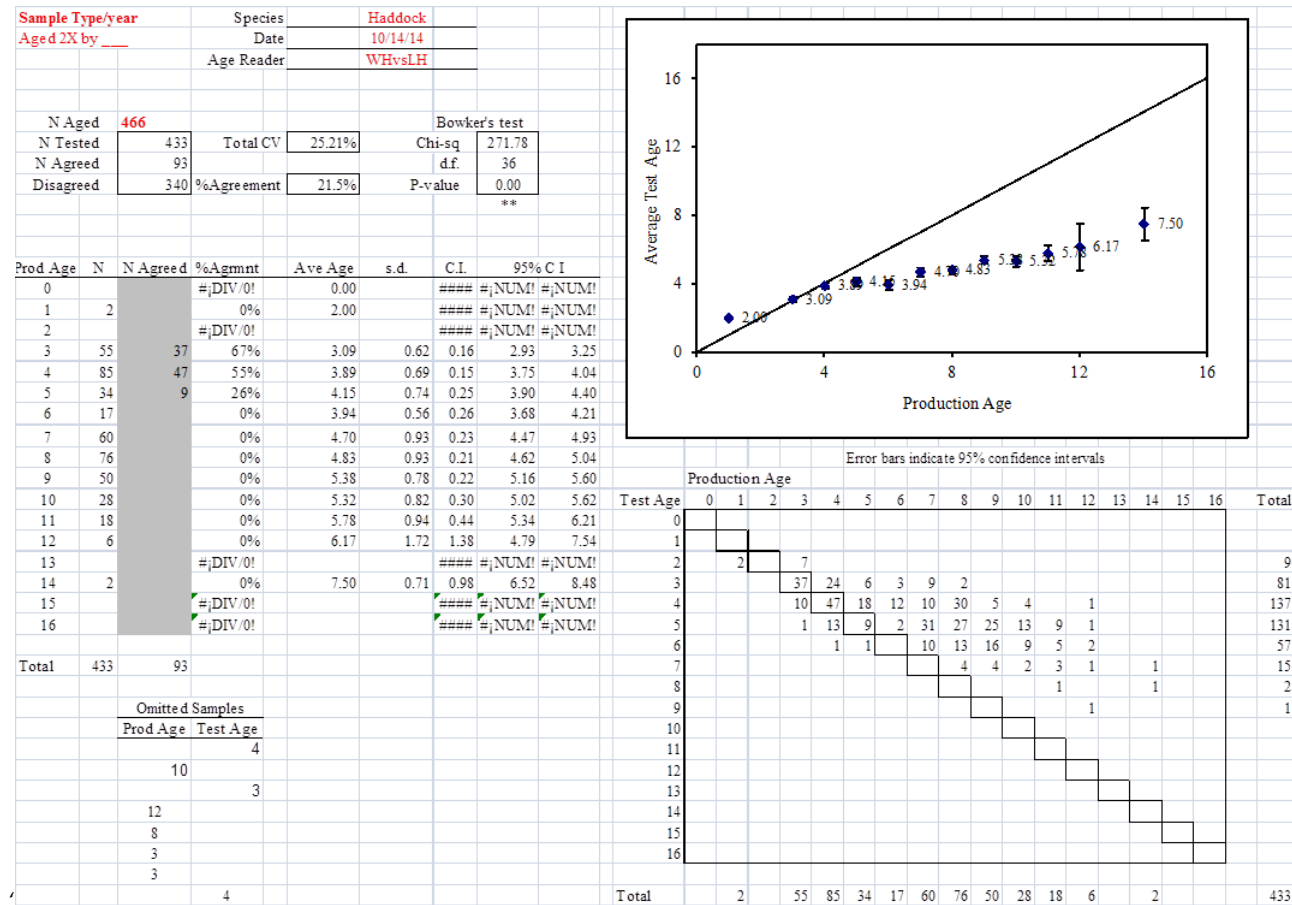 Sample Type/year Species Haddock
Aged 2X by ___ Date 10/14/14
Age Reader WHvsLH
N Aged 466 Bowker's test
N Tested 433 Total CV 25.21% Chi-sq 271.78
N Agreed 93 d.f. 36
Disagreed 340 %Agreement 21.5% P-value 0.00
**
Prod Age N N Agreed %Agrmnt Ave Age s.d. C.I. 95% C I
0 #¡DIV/0! 0.00 #### #¡NUM! #¡NUM!
1 2 0% 2.00 #### #¡NUM! #¡NUM!
2 #¡DIV/0! #### #¡NUM! #¡NUM!
3 55 37 67% 3.09 0.62 0.16 2.93 3.25
4 85 47 55% 3.89 0.69 0.15 3.75 4.04
5 34 9 26% 4.15 0.74 0.25 3.90 4.40
6 17 0% 3.94 0.56 0.26 3.68 4.21
7 60 0% 4.70 0.93 0.23 4.47 4.93
8 76 0% 4.83 0.93 0.21 4.62 5.04
9 50 0% 5.38 0.78 0.22 5.16 5.60
10 28 0% 5.32 0.82 0.30 5.02 5.62
11 18 0% 5.78 0.94 0.44 5.34 6.21
12 6 0% 6.17 1.72 1.38 4.79 7.54
13 #¡DIV/0! #### #¡NUM! #¡NUM!
14 2 0% 7.50 0.71 0.98 6.52 8.48
15 #¡DIV/0! #### #¡NUM! #¡NUM!
16 #¡DIV/0! #### #¡NUM! #¡NUM!
Total 433 93
Omitted Samples
Prod Age Test Age
4
10
3
12
8
3
3
4
Average Test Age
16
12
8
4
0
0 4 8 12 16
2.00 3.09 3.89 4.15 3.94 4.70 4.83 5.38 5.32 5.78 6.17 7.50
Production Age
Error bars indicate 95% confidence intervals
Production Age
Test Age 0 1 2 3 4 5 6 7 8 9 10 11 12 13 14 15 16 Total
0
1
2 2 7 9
3 37 24 6 3 9 2 81
4 10 47 18 12 10 30 5 4 1 137
5 1 13 9 2 31 27 25 13 9 1 131
6 1 1 10 13 16 9 5 2 57
7 4 4 2 3 1 1 15
8 1 1 2
9 1 1
10
11
12
13
14
15
16
Total 2 55 85 34 17 60 76 50 28 18 6 2 433